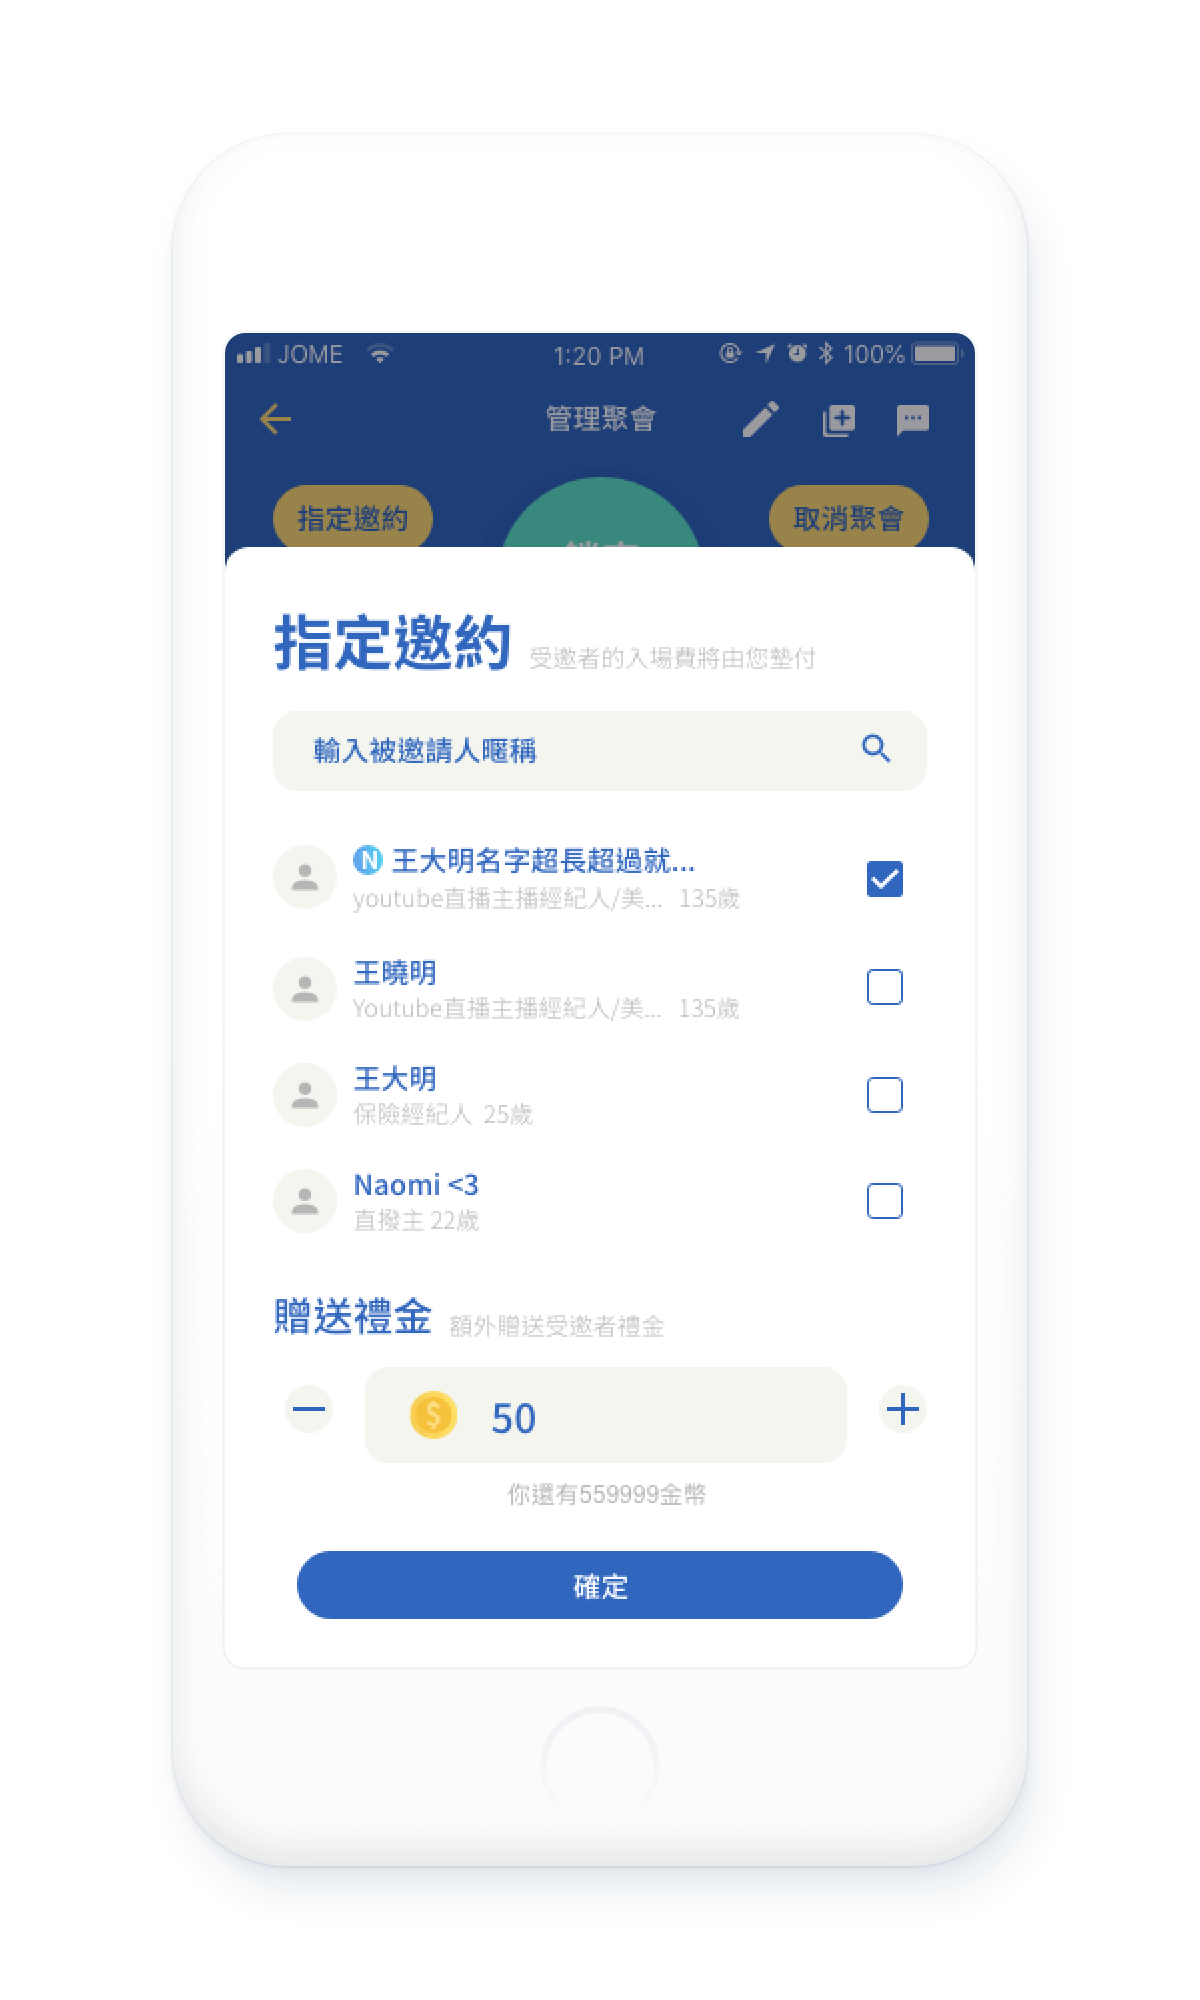 JOME 1:20 PM 100%
管理聚會
指定邀約 取消聚會
指定邀約 受邀者的入場費將由您墊付
輸入被邀請人暱稱
N 王大明名字超長超過就...
youtube直播主播經紀人/美... 135歲
王曉明
Youtube直播主播經紀人/美... 135歲
王大明
保險經紀人 25歲
Naomi <3
直撥主 22歲
贈送禮金 額外贈送受邀者禮金
$ 50
你還有559999金幣
確定